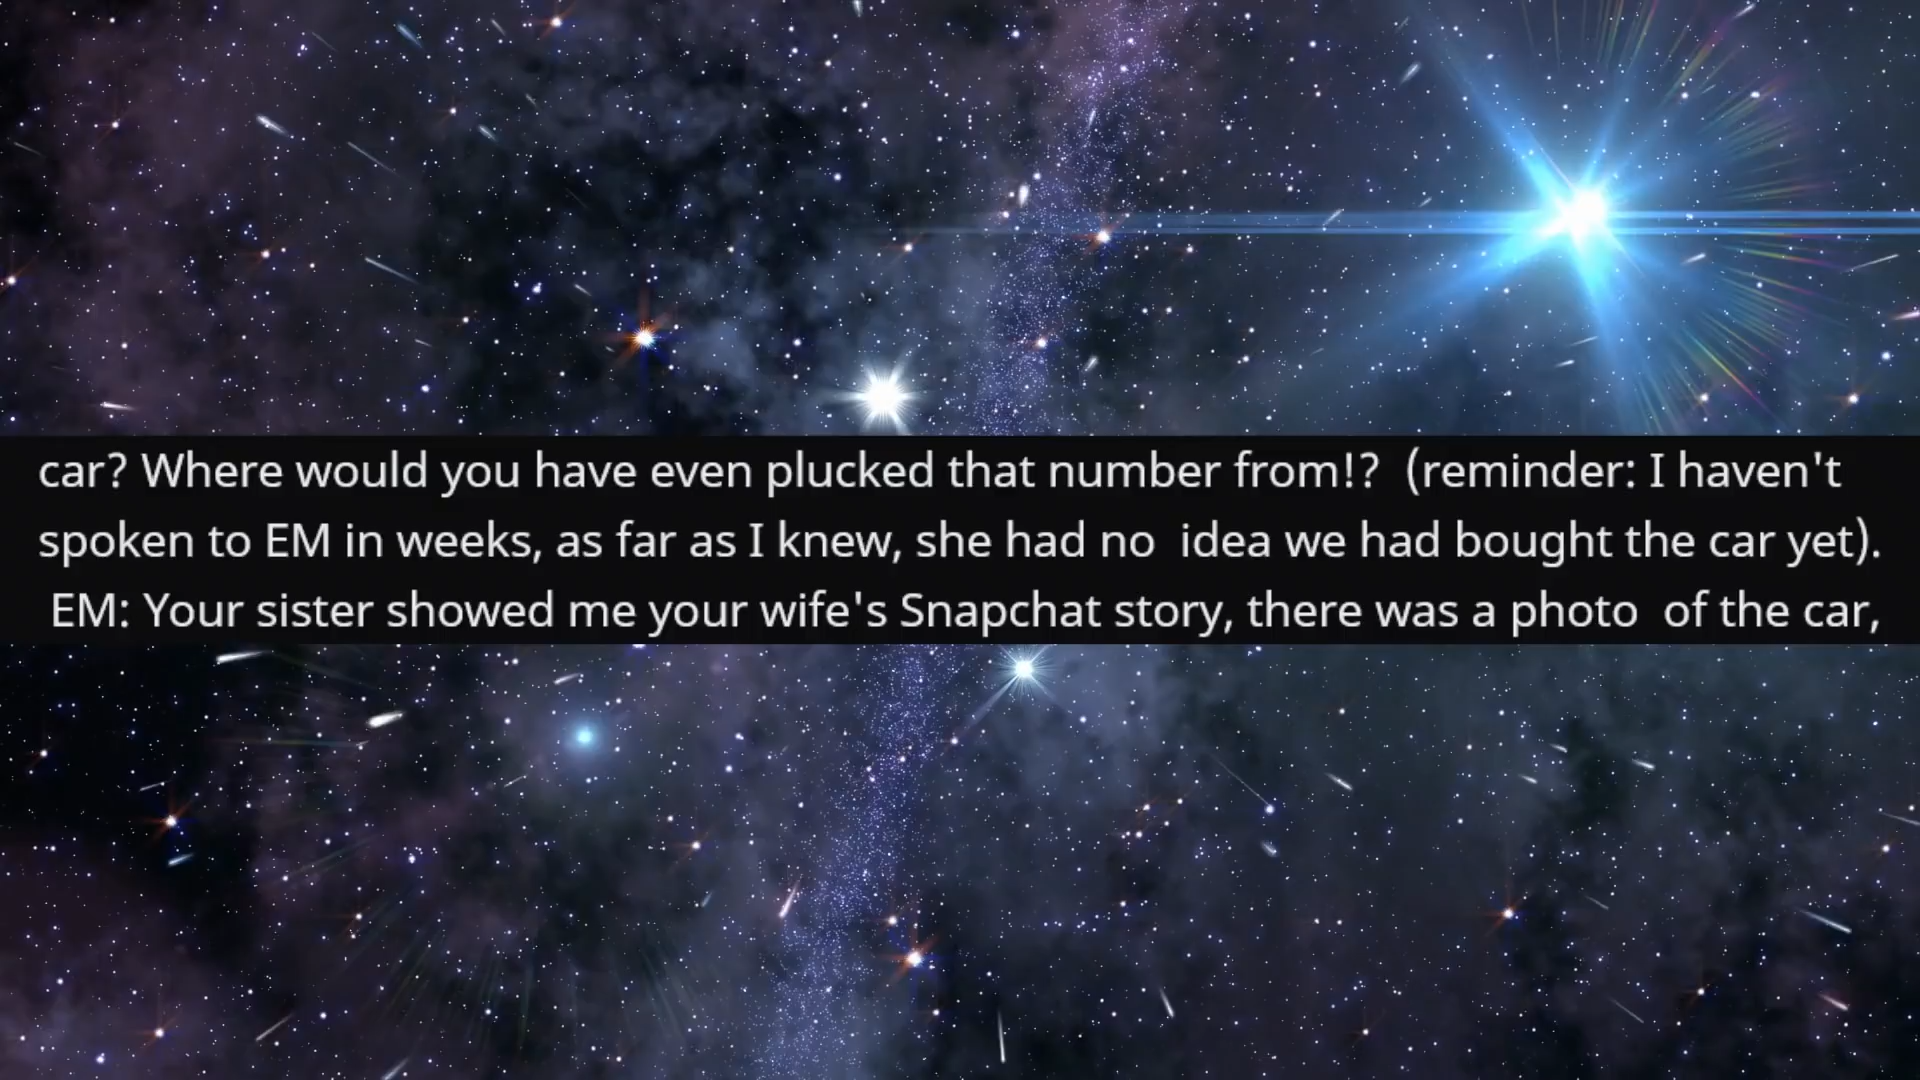 car? Where would you have even plucked that number from!?  (reminder: I haven't
spoken to EM in weeks, as far as I knew, she had no  idea we had bought the car yet).
EM: Your sister showed me your wife's Snapchat story, there was a photo  of the car,